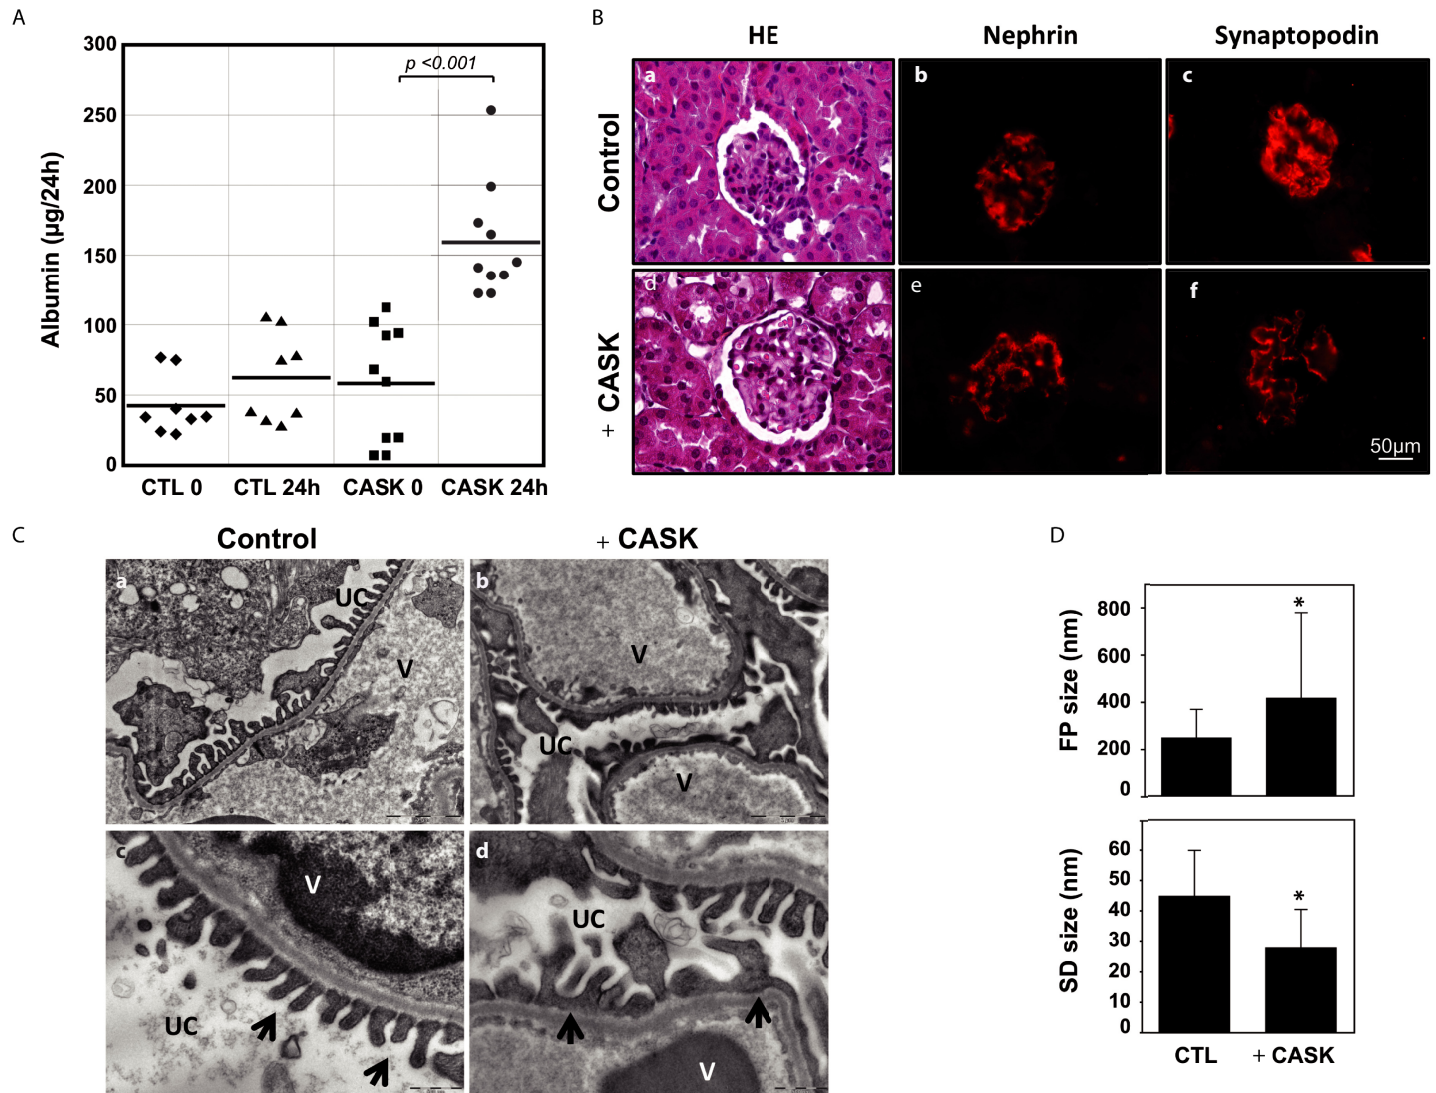 A
300
250
200
150
100
50
0
Albumin (µg/24h)
p <0.001
CTL 0 CTL 24h CASK 0 CASK 24h
B
HE Nephrin Synaptopodin
Control
a b c
+ CASK
d e f
50µm
C
Control + CASK
a
UC
V
b
V
UC
V
c
V
UC
d
UC
V
D
FP size (nm)
800
600
400
200
0
*
SD size (nm)
60
50
40
30
20
10
0
*
CTL + CASK